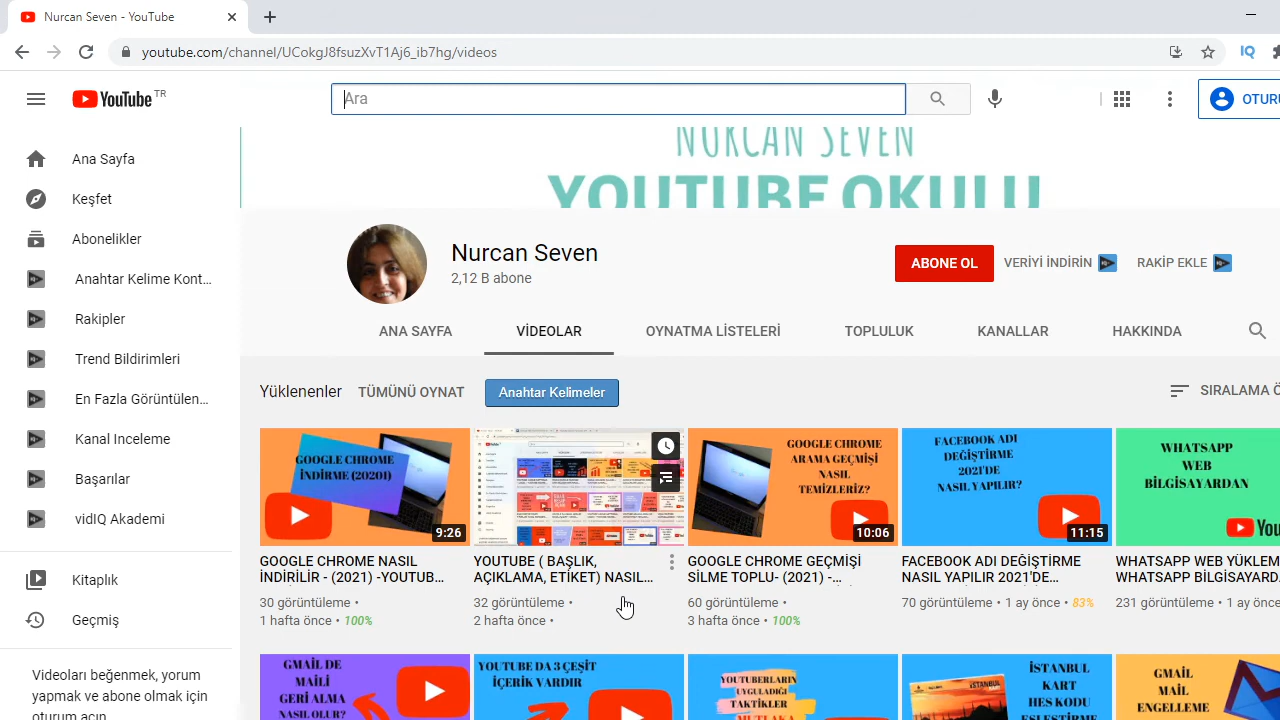 Nurcan Seven - YouTube
youtube.com/channel/UCokgJ8fsuzXvT1Aj6_ib7hg/videos
YouTube TR
Ara
OTURU
NURCAN SEVEN
YOUTUBE OKULU
Ana Sayfa
Keşfet
Abonelikler
Anahtar Kelime Kont...
Rakipler
Trend Bildirimleri
En Fazla Görüntülen...
Kanal Inceleme
Başarılar
vidIQ Akademi
Kitaplık
Geçmiş
Videoları beğenmek, yorum
yapmak ve abone olmak için
oturum açın
Nurcan Seven
2,12 B abone
ABONE OL
VERİYİ İNDİRİN
RAKİP EKLE
ANA SAYFA
VİDEOLAR
OYNATMA LİSTELERİ
TOPLULUK
KANALLAR
HAKKINDA
Yüklenenler
TÜMÜNÜ OYNAT
Anahtar Kelimeler
SIRALAMA Ö
GOOGLE CHROME
İNDİRME (2020)
9:26
GOOGLE CHROME NASIL
İNDİRİLİR - (2021) -YOUTUB...
30 görüntüleme •
1 hafta önce • 100%
YOUTUBE ( BAŞLIK,
AÇIKLAMA, ETİKET) NASIL...
32 görüntüleme •
2 hafta önce •
GOOGLE CHROME
ARAMA GEÇMİŞİ
NASIL
TEMİZLERİZ?
10:06
GOOGLE CHROME GEÇMİŞİ
SİLME TOPLU- (2021) -...
60 görüntüleme •
3 hafta önce • 100%
FACEBOOK ADI
DEĞİŞTİRME
2021'DE
NASIL YAPILIR?
11:15
FACEBOOK ADI DEĞİŞTİRME
NASIL YAPILIR 2021'DE...
70 görüntüleme • 1 ay önce • 83%
WHATSAPP
WEB
BİLGİSAYARDAN
YouTu
WHATSAPP WEB YÜKLEM
WHATSAPP BİLGİSAYARDA
231 görüntüleme • 1 ay önce
GMAİL DE
MAİLİ
GERİ ALMA
NASIL OLUR?
YOUTUBE DA 3 ÇEŞİT
İÇERİK VARDIR
YOUTUBERLARIN
UYGULADIĞI
TAKTİKLER
MUTLAKA
İSTANBUL
KART
HES KODU
EŞLEŞTİRME
GMAİL
MAİL
ENGELLEME